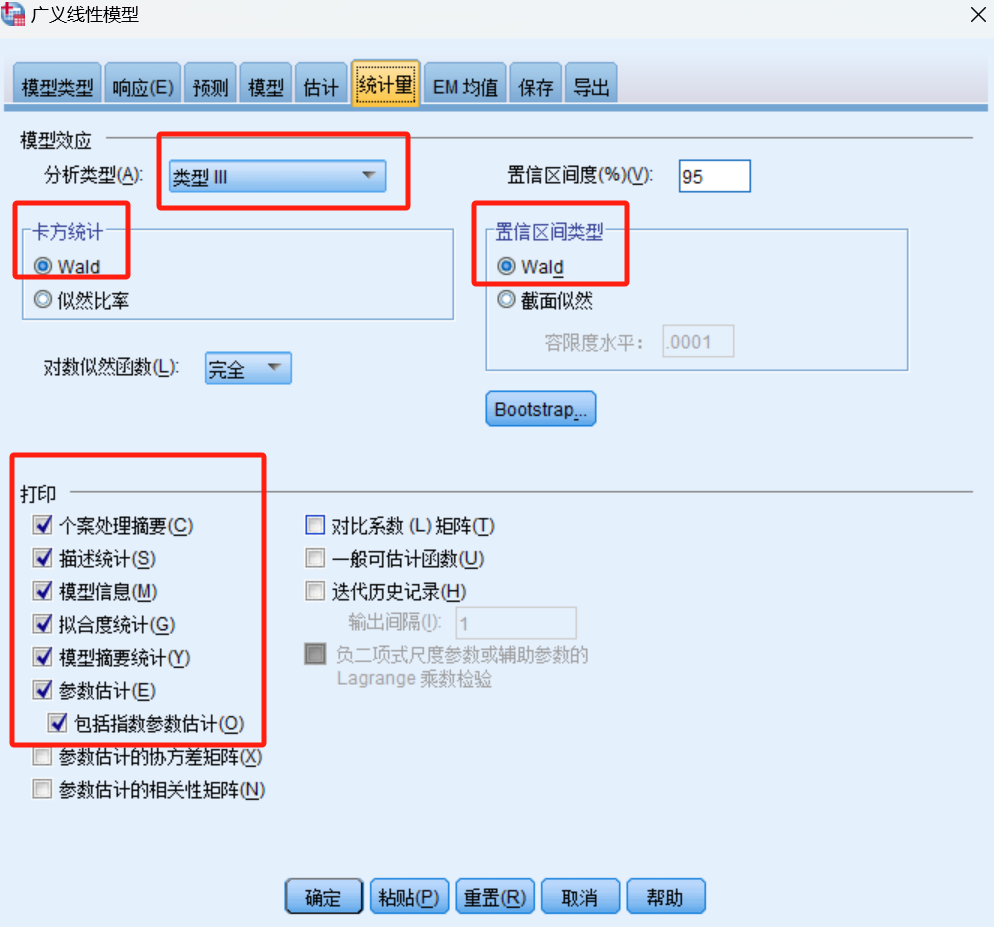 广义线性模型
模型类型 响应(E) 预测 模型 估计 统计量 EM 均值 保存 导出
模型效应
分析类型(A): 类型 III 置信区间度(%)(V): 95
卡方统计 置信区间类型
Wald Wald
似然比率 截面似然
容限度水平： .0001
对数似然函数(L): 完全
Bootstrap...
打印
个案处理摘要(C) 对比系数 (L) 矩阵(T)
描述统计(S) 一般可估计函数(U)
模型信息(M) 迭代历史记录(H)
拟合度统计(G) 输出间隔(I): 1
模型摘要统计(Y) 负二项式尺度参数或辅助参数的
Lagrange 乘数检验
参数估计(E)
包括指数参数估计(O)
参数估计的协方差矩阵(X)
参数估计的相关性矩阵(N)
确定 粘贴(P) 重置(R) 取消 帮助